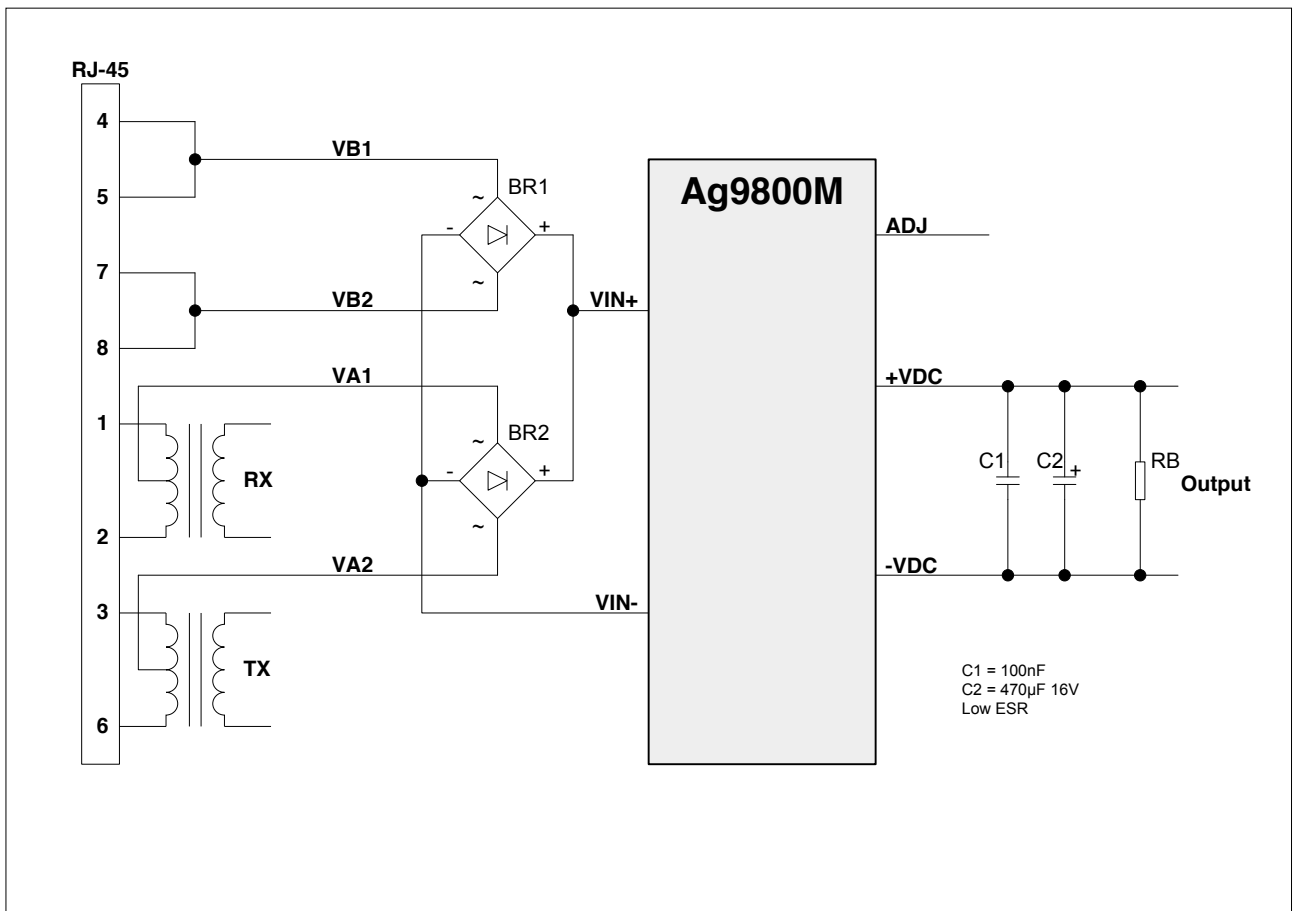 RJ-45
4
5
7
8
1
2
3
6
VB1
VB2
VA1
VA2
RX
TX
~
BR1
-
+
~
~
BR2
-
+
~
VIN+
VIN-
Ag9800M
ADJ
+VDC
-VDC
C1
C2
+
RB
Output
C1 = 100nF
C2 = 470µF 16V
Low ESR